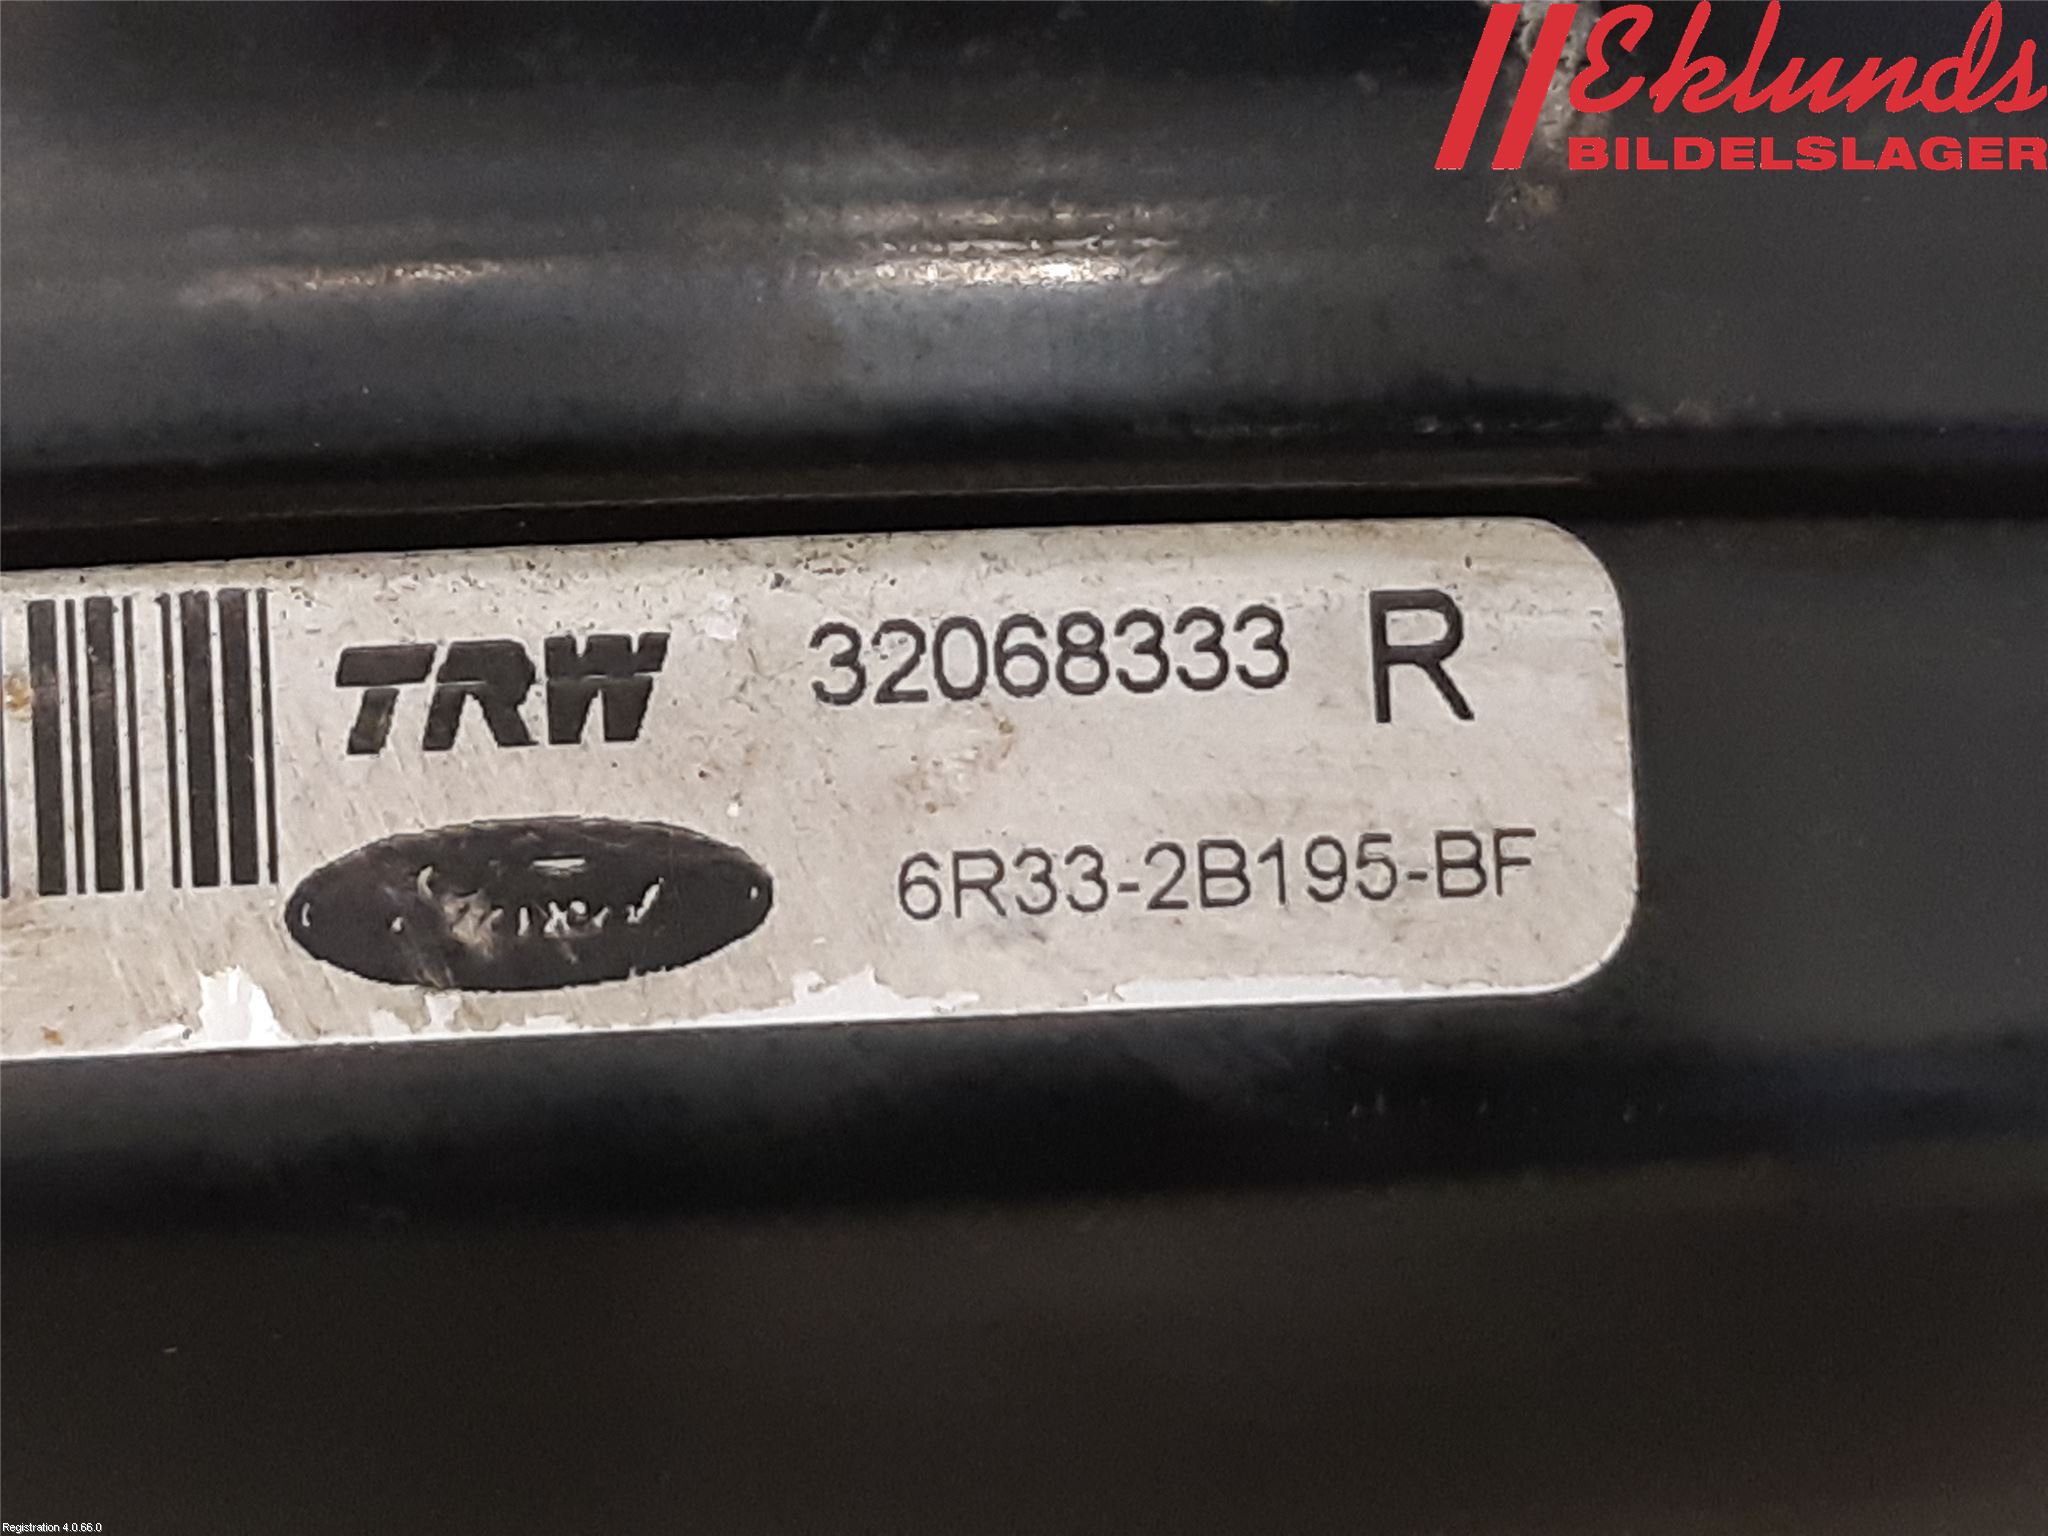 Eklunds
BILDELSLAGER
TRW 32068333 R
6R33-2B195-BF
Registration 4.0.66.0